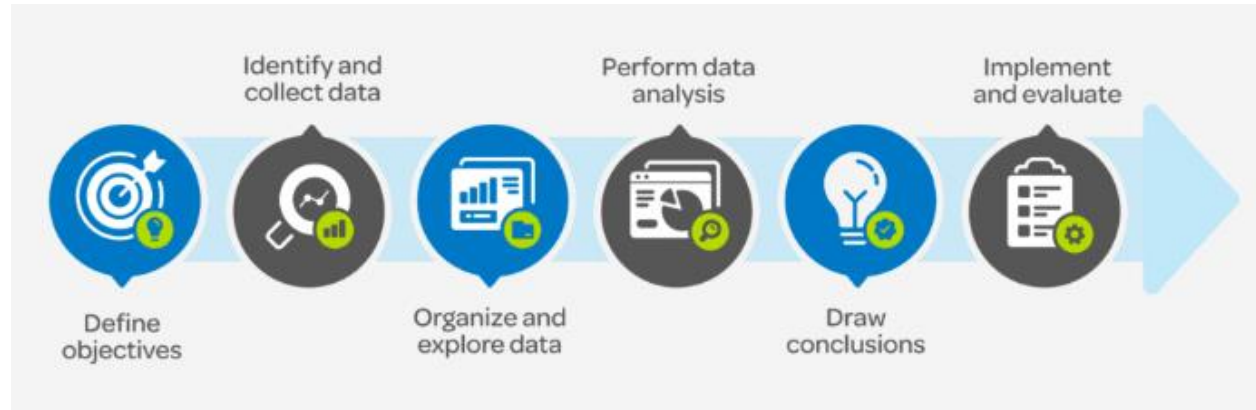 Define
objectives
Identify and
collect data
Organize and
explore data
Perform data
analysis
Draw
conclusions
Implement
and evaluate